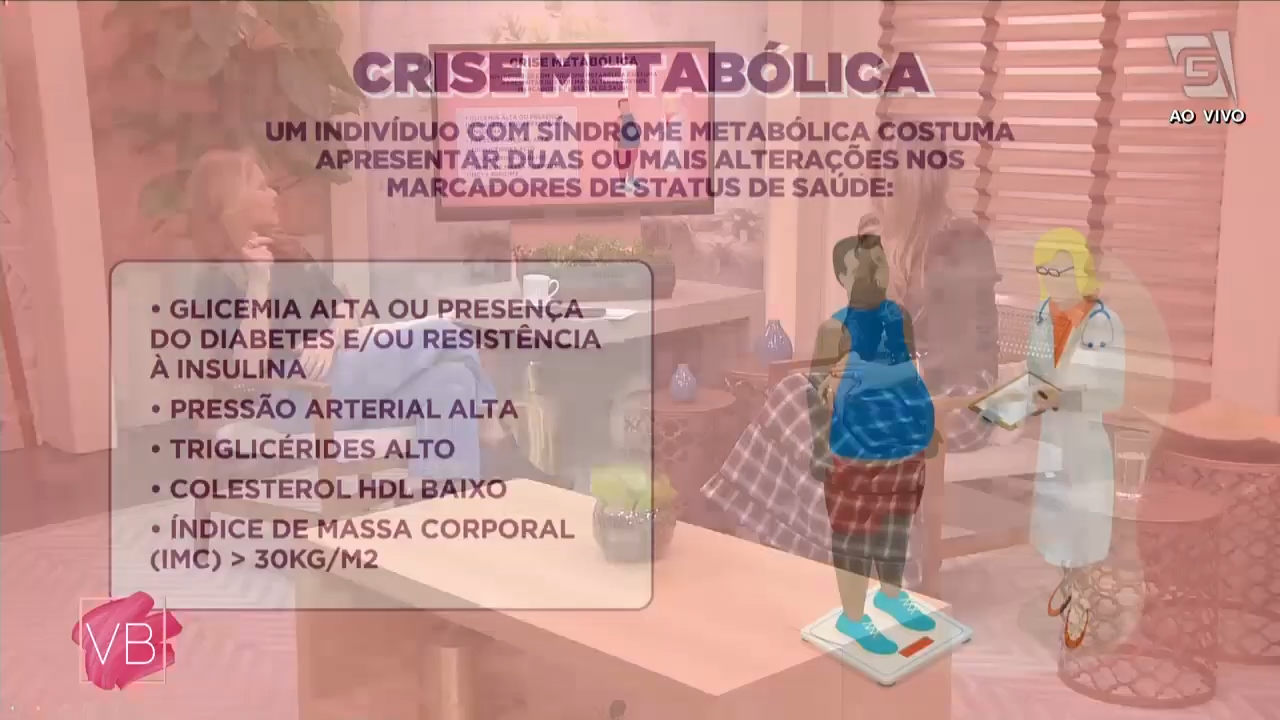 CRISE METABÓLICA
UM INDIVÍDUO COM SÍNDROME METABÓLICA COSTUMA
APRESENTAR DUAS OU MAIS ALTERAÇÕES NOS
MARCADORES DE STATUS DE SAÚDE:
• GLICEMIA ALTA OU PRESENÇA
DO DIABETES E/OU RESISTÊNCIA
À INSULINA
• PRESSÃO ARTERIAL ALTA
• TRIGLICÉRIDES ALTO
• COLESTEROL HDL BAIXO
• ÍNDICE DE MASSA CORPORAL
(IMC) > 30KG/M2
G
AO VIVO
VB
CRISE METABÓLICA